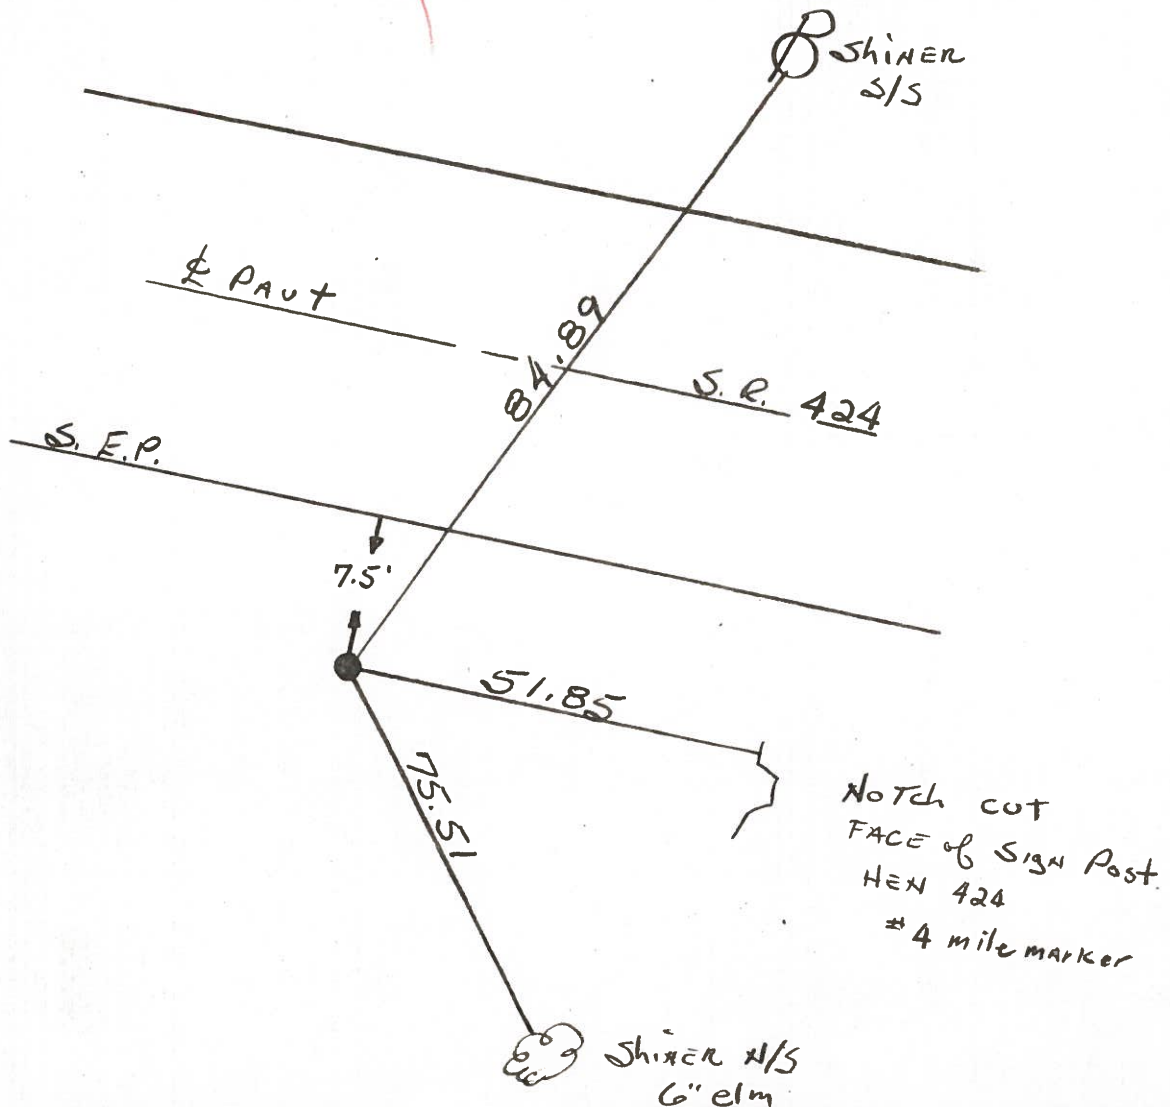 Shiner
S/S
℄ PAVT
84.89
S. R. 424
S. E.P.
7.5'
51.85
75.51
NoTch cuT
FACE of Sign Post.
HEN 424
#4 mile marker
Shiner N/S
6" elm